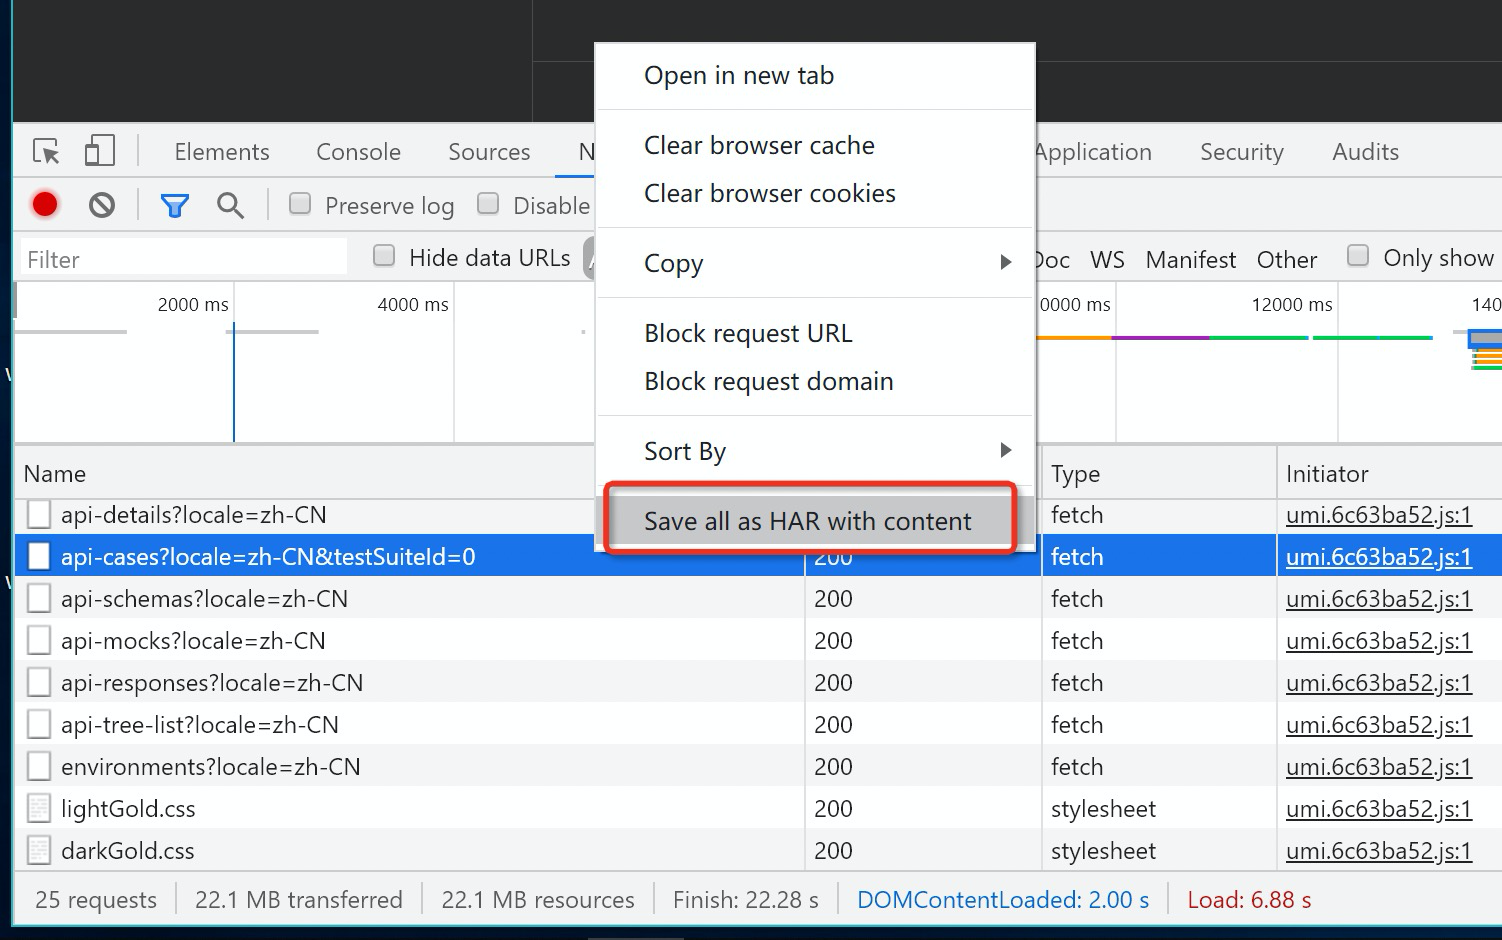 Open in new tab
Clear browser cache
Clear browser cookies
Copy
Block request URL
Block request domain
Sort By
Save all as HAR with content
Elements Console Sources N Application Security Audits
Preserve log Disable
Filter Hide data URLs Doc WS Manifest Other Only show
2000 ms 4000 ms 0000 ms 12000 ms 140
Name Type Initiator
api-details?locale=zh-CN fetch umi.6c63ba52.js:1
api-cases?locale=zh-CN&testSuiteId=0 200 fetch umi.6c63ba52.js:1
api-schemas?locale=zh-CN 200 fetch umi.6c63ba52.js:1
api-mocks?locale=zh-CN 200 fetch umi.6c63ba52.js:1
api-responses?locale=zh-CN 200 fetch umi.6c63ba52.js:1
api-tree-list?locale=zh-CN 200 fetch umi.6c63ba52.js:1
environments?locale=zh-CN 200 fetch umi.6c63ba52.js:1
lightGold.css 200 stylesheet umi.6c63ba52.js:1
darkGold.css 200 stylesheet umi.6c63ba52.js:1
25 requests 22.1 MB transferred 22.1 MB resources Finish: 22.28 s DOMContentLoaded: 2.00 s Load: 6.88 s